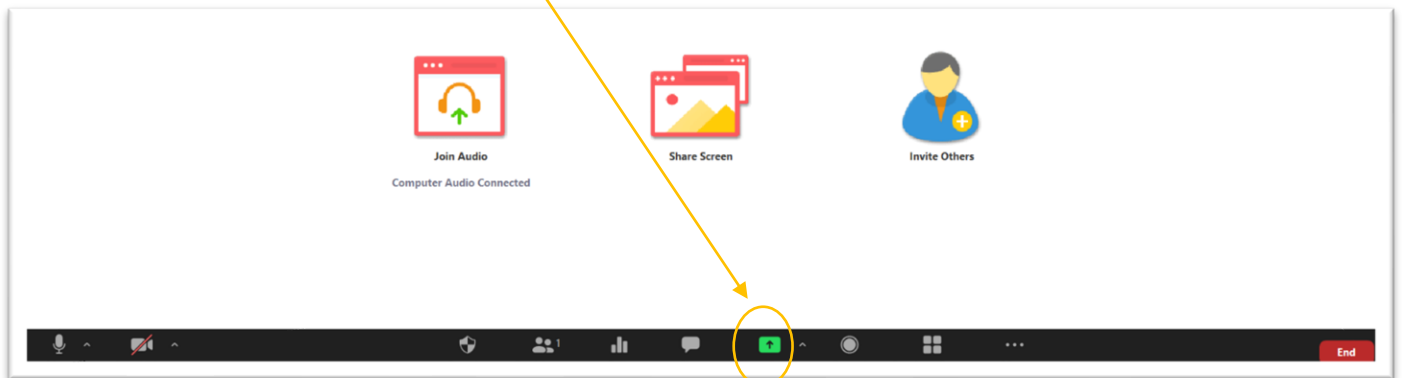 Join Audio
Share Screen
Invite Others
Computer Audio Connected
1
End